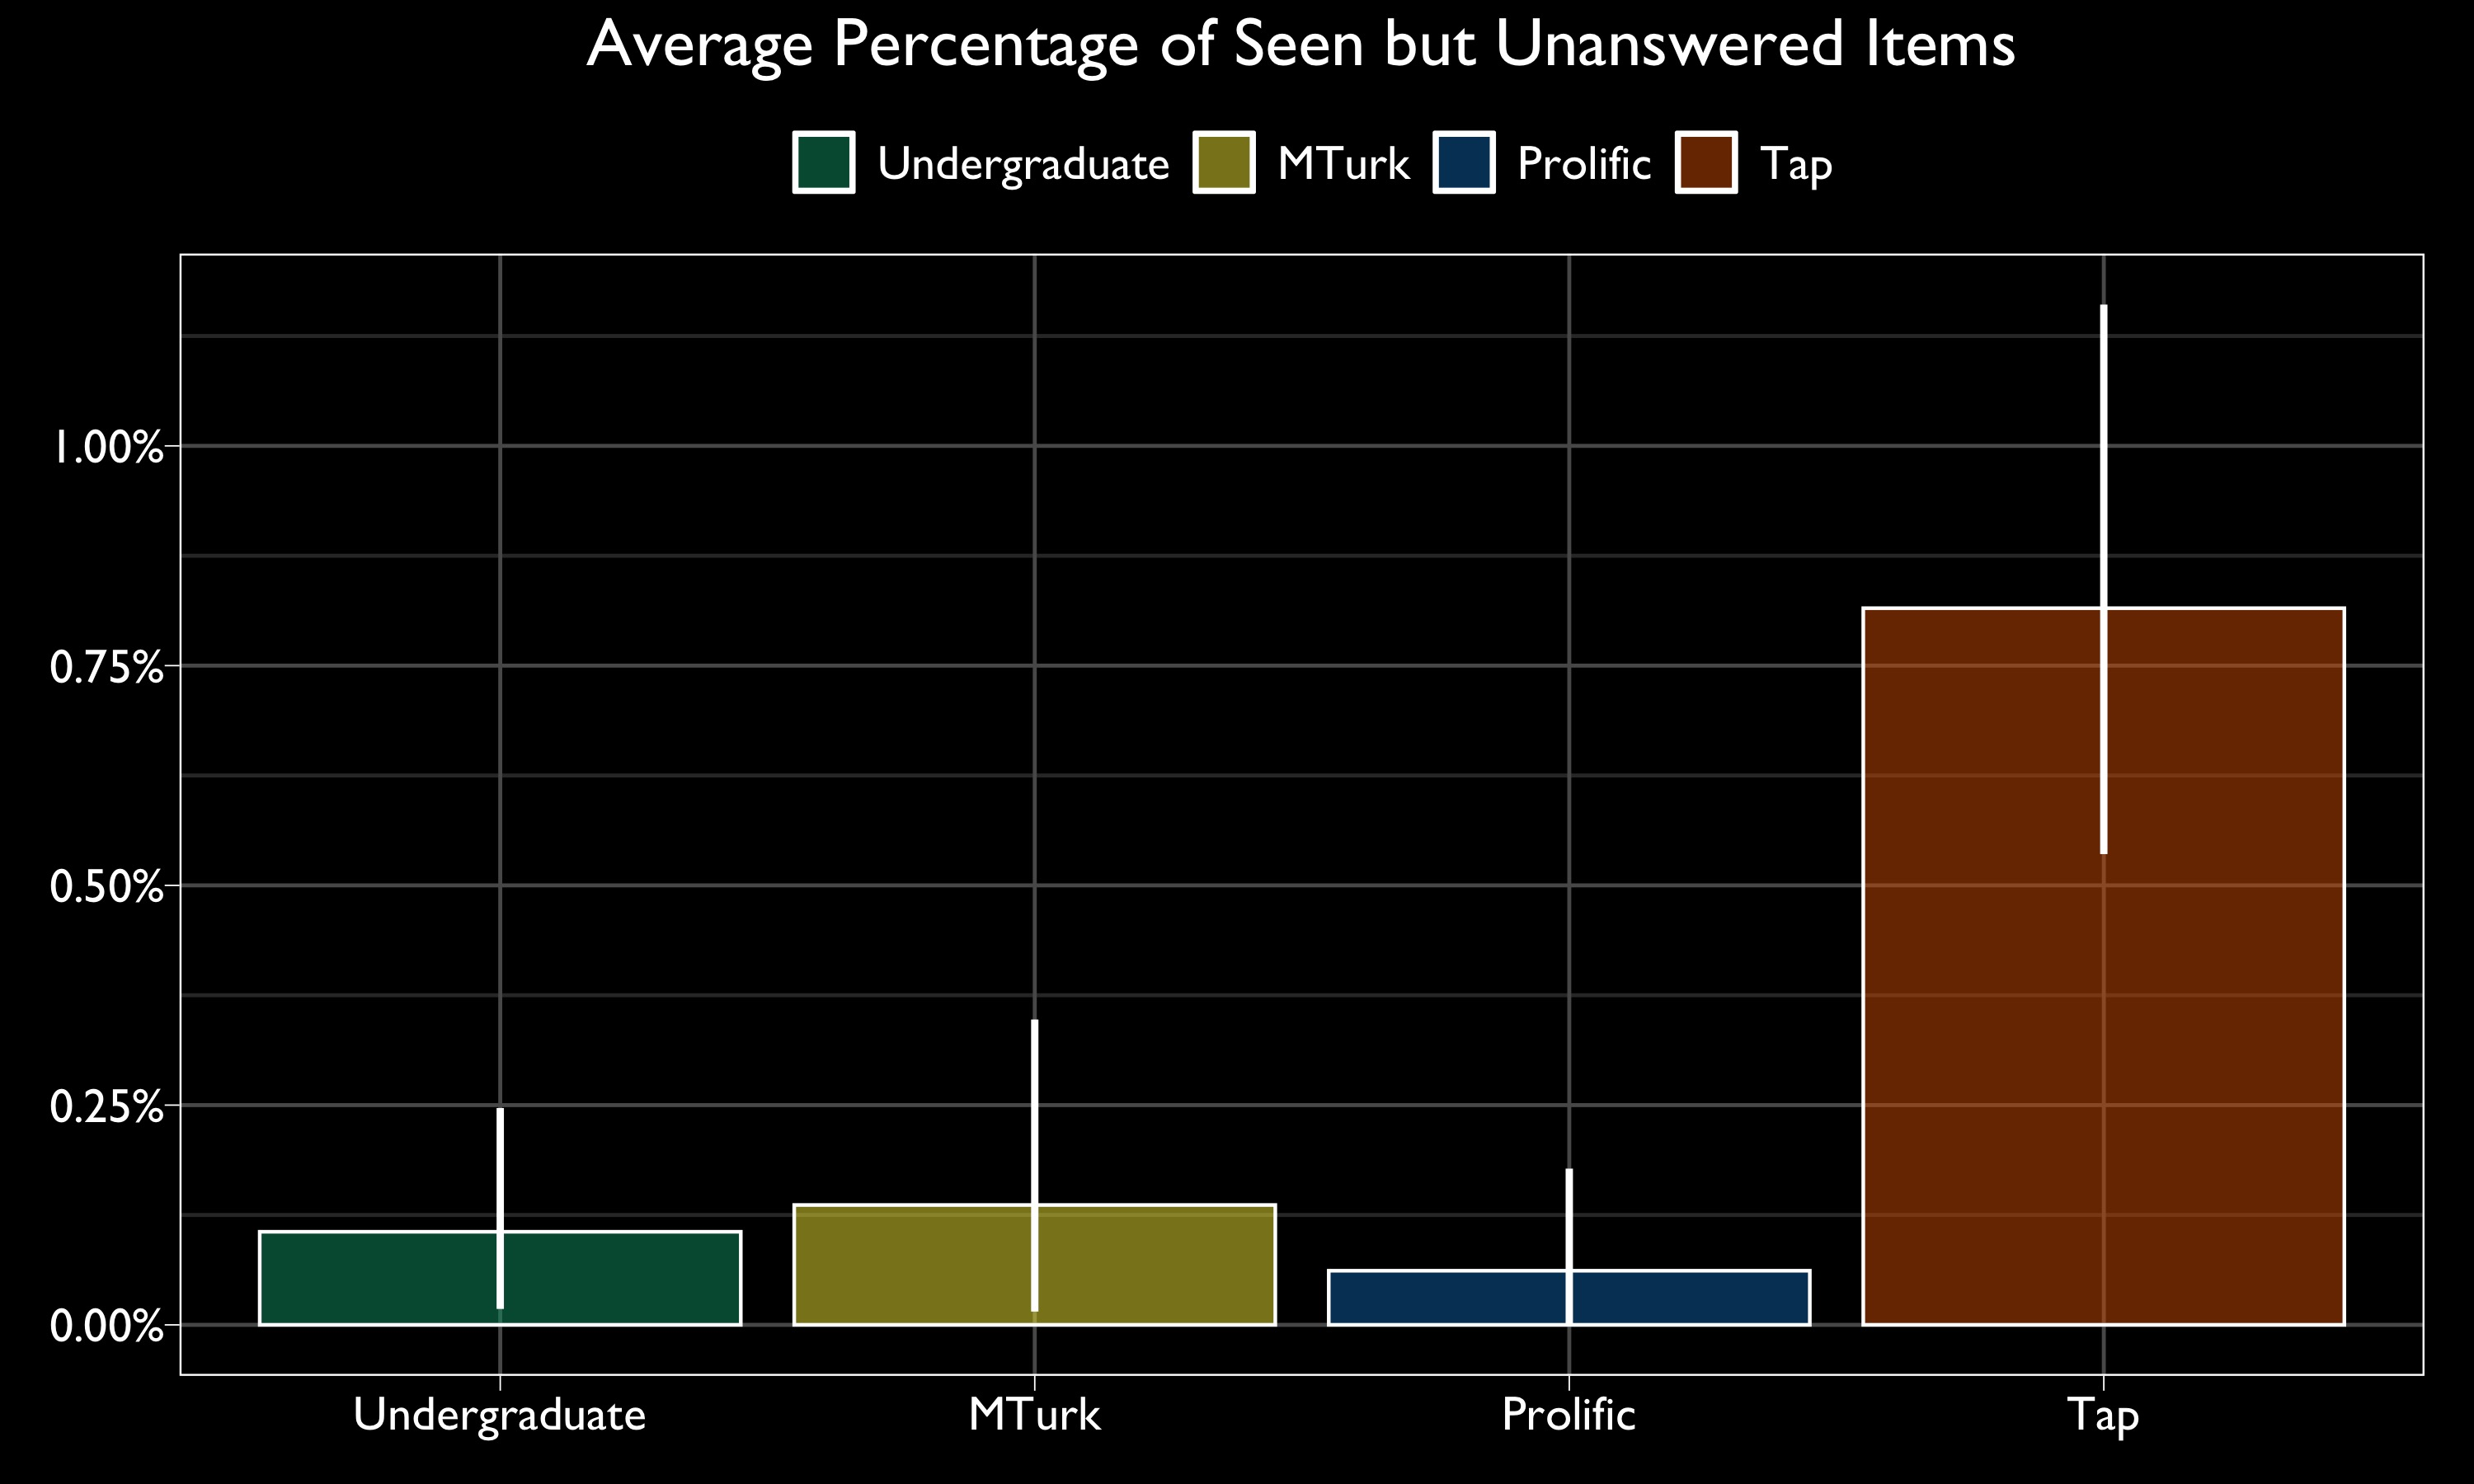 Average Percentage of Seen but Unanswered Items
Undergraduate MTurk Prolific Tap
1.00%
0.75%
0.50%
0.25%
0.00%
Undergraduate MTurk Prolific Tap